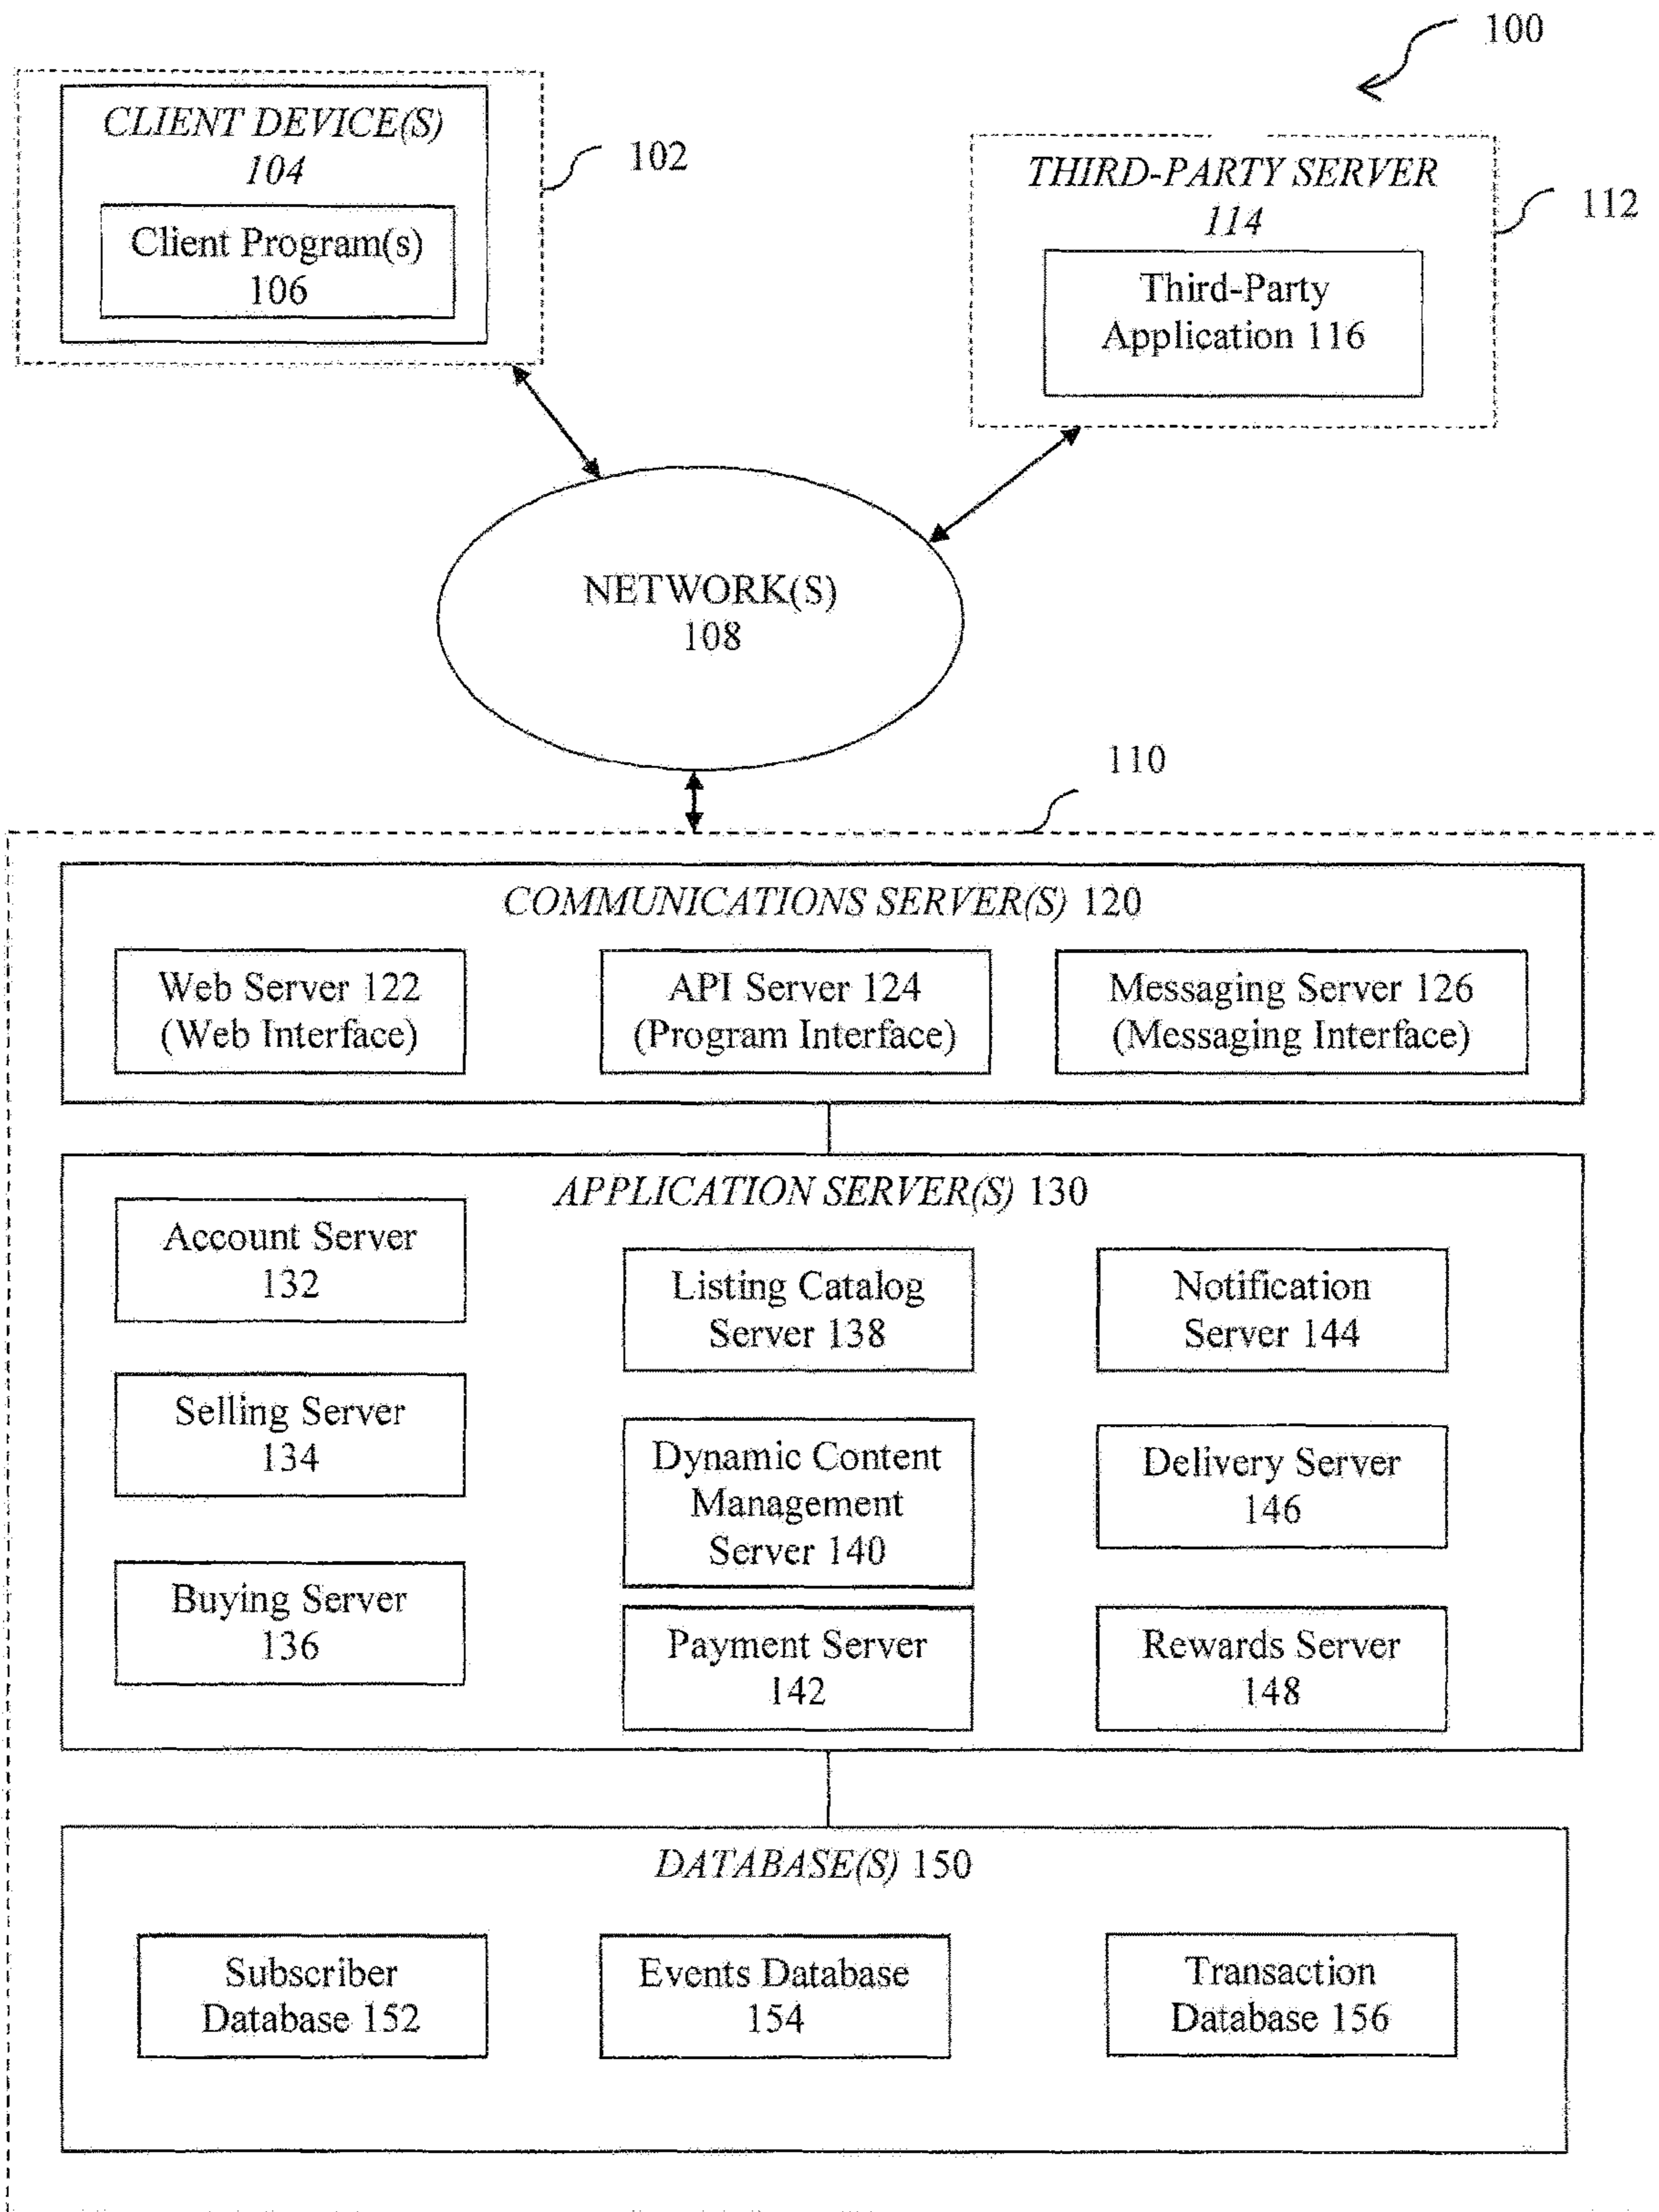 100
CLIENT DEVICE(S)
104
Client Program(s)
106
102
THIRD-PARTY SERVER
114
Third-Party
Application 116
112
NETWORK(S)
108
110
COMMUNICATIONS SERVER(S) 120
Web Server 122
(Web Interface)
API Server 124
(Program Interface)
Messaging Server 126
(Messaging Interface)
APPLICATION SERVER(S) 130
Account Server
132
Selling Server
134
Buying Server
136
Listing Catalog
Server 138
Dynamic Content
Management
Server 140
Payment Server
142
Notification
Server 144
Delivery Server
146
Rewards Server
148
DATABASE(S) 150
Subscriber
Database 152
Events Database
154
Transaction
Database 156